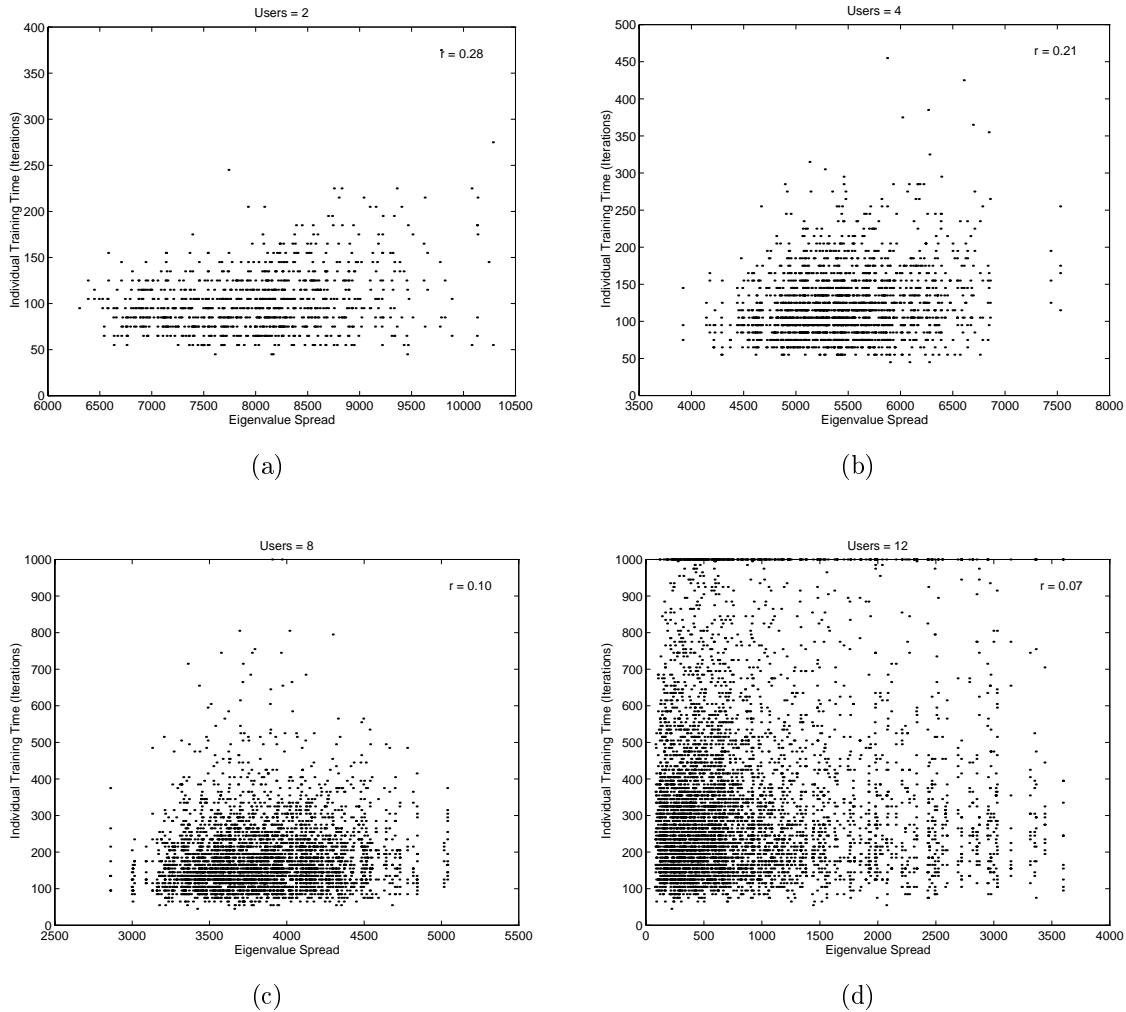 Users = 2
r = 0.28
Individual Training Time (Iterations)
400
350
300
250
200
150
100
50
0
6000 6500 7000 7500 8000 8500 9000 9500 10000 10500
Eigenvalue Spread
(a)
Users = 4
r = 0.21
Individual Training Time (Iterations)
500
450
400
350
300
250
200
150
100
50
0
3500 4000 4500 5000 5500 6000 6500 7000 7500 8000
Eigenvalue Spread
(b)
Users = 8
r = 0.10
Individual Training Time (Iterations)
1000
900
800
700
600
500
400
300
200
100
0
2500 3000 3500 4000 4500 5000 5500
Eigenvalue Spread
(c)
Users = 12
r = 0.07
Individual Training Time (Iterations)
1000
900
800
700
600
500
400
300
200
100
0
0 500 1000 1500 2000 2500 3000 3500 4000
Eigenvalue Spread
(d)